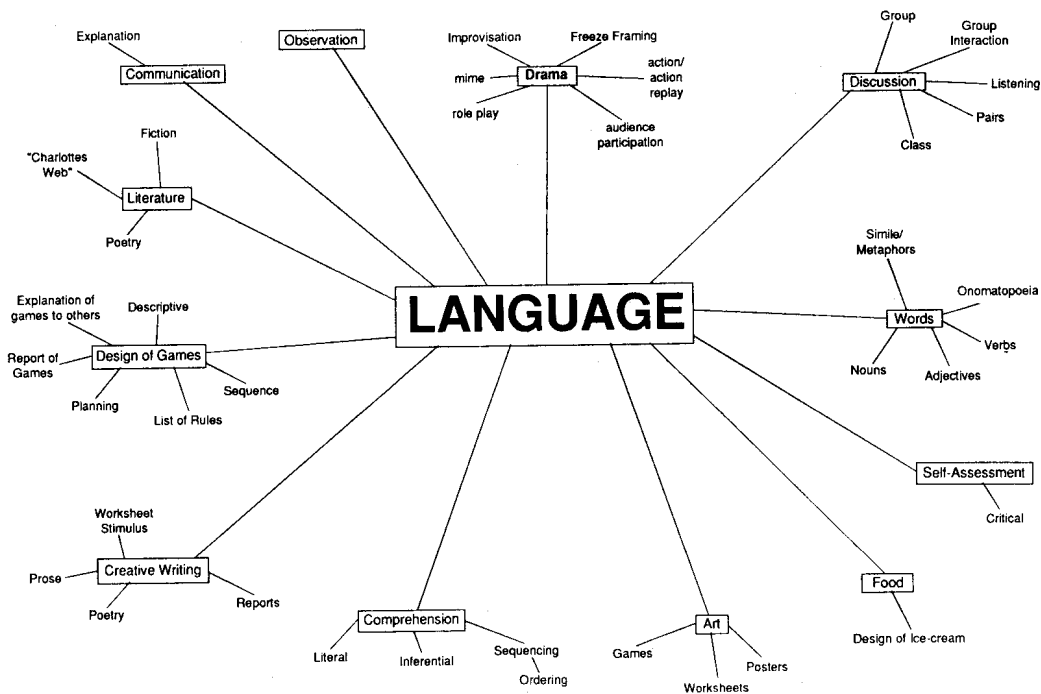 Explanation
Communication
Observation
Improvisation
Freeze Framing
mime
Drama
action/
action
replay
role play
audience
participation
Group
Group
Interaction
Discussion
Listening
Pairs
Class
Fiction
"Charlottes
Web"
Literature
Poetry
Simile/
Metaphors
Onomatopoeia
Words
Verbs
Nouns
Adjectives
LANGUAGE
Explanation of
games to others
Descriptive
Report of
Games
Design of Games
Planning
Sequence
List of Rules
Self-Assessment
Critical
Worksheet
Stimulus
Prose
Creative Writing
Poetry
Reports
Comprehension
Literal
Inferential
Sequencing
Ordering
Art
Games
Posters
Worksheets
Food
Design of Ice-cream